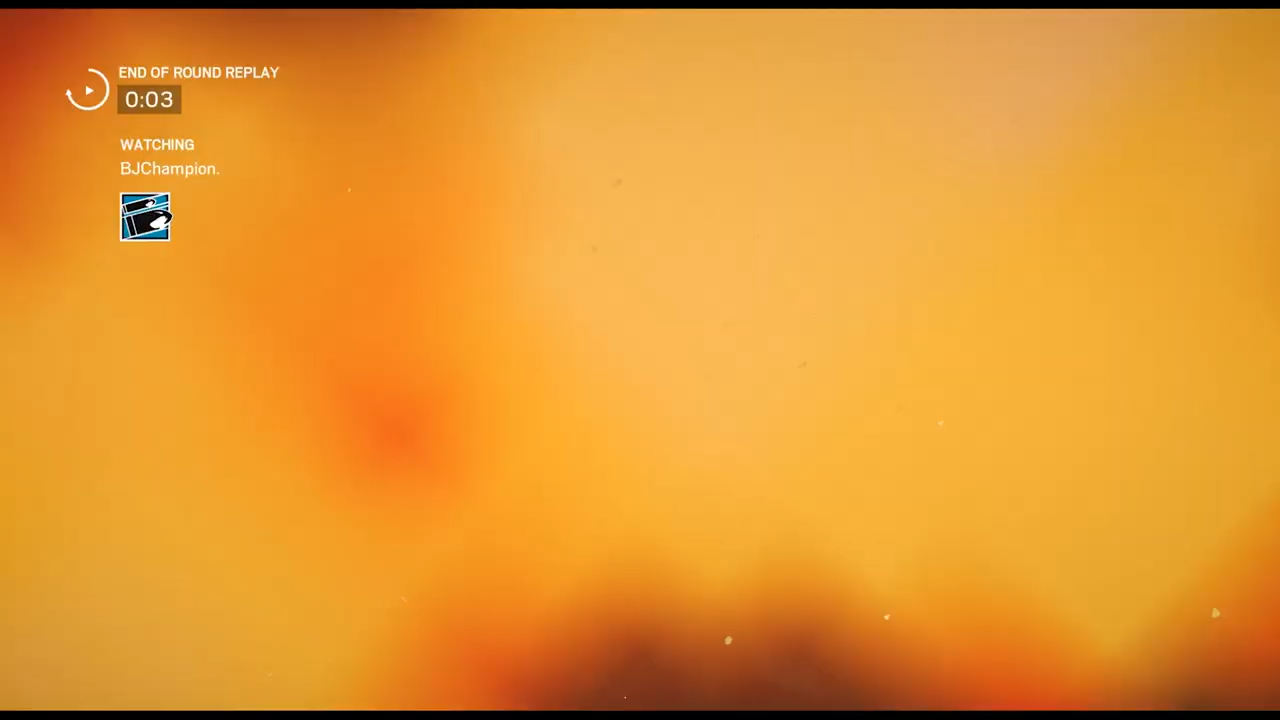 END OF ROUND REPLAY
0:03
WATCHING
BJChampion.